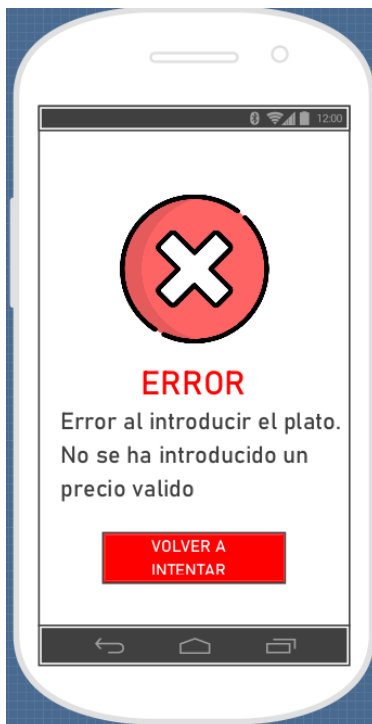 12:00
ERROR
Error al introducir el plato.
No se ha introducido un
precio valido
VOLVER A
INTENTAR